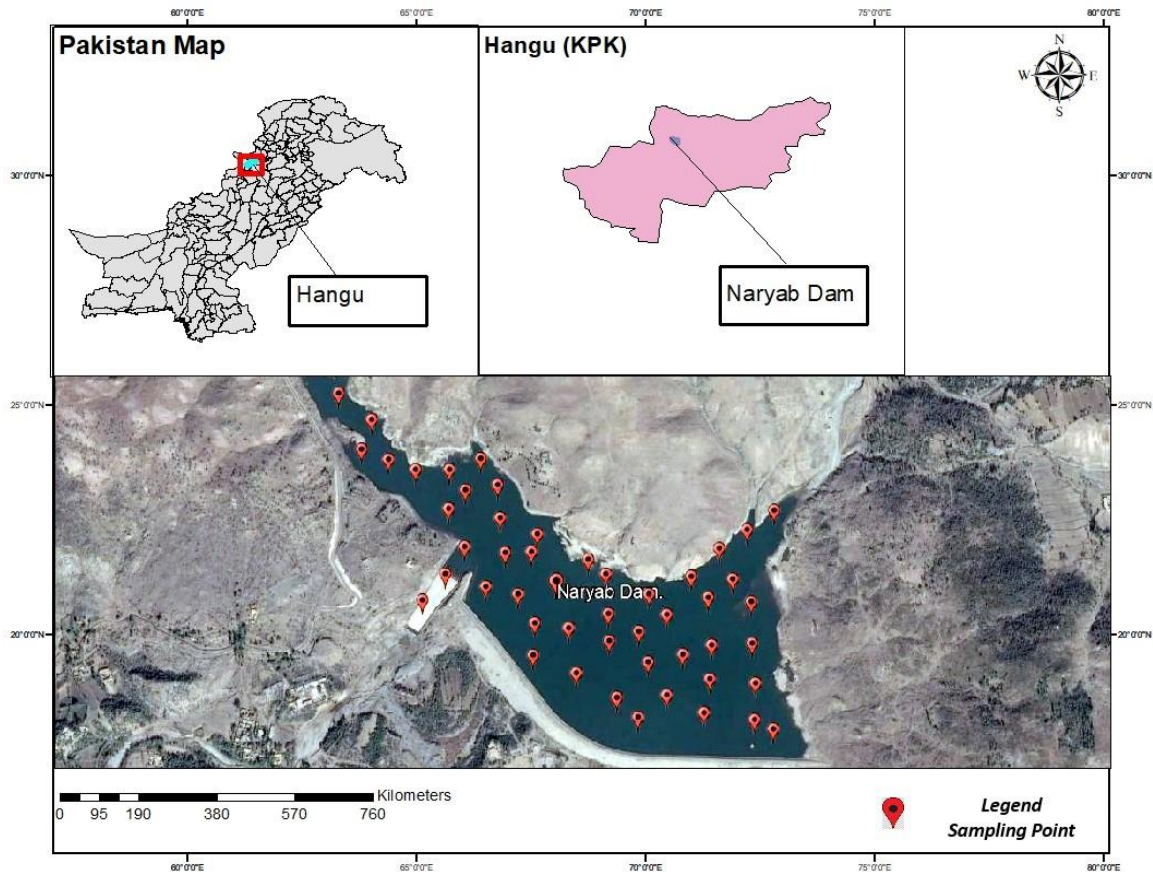 60°0'0"E 65°0'0"E 70°0'0"E 75°0'0"E 80°0'0"E
Pakistan Map
Hangu (KPK)
N
W E
S
30°0'0"N 30°0'0"N
Hangu
Naryab Dam
25°0'0"N 25°0'0"N
Naryab Dam.
20°0'0"N 20°0'0"N
Kilometers
0 95 190 380 570 760
Legend
Sampling Point
60°0'0"E 65°0'0"E 70°0'0"E 75°0'0"E 80°0'0"E